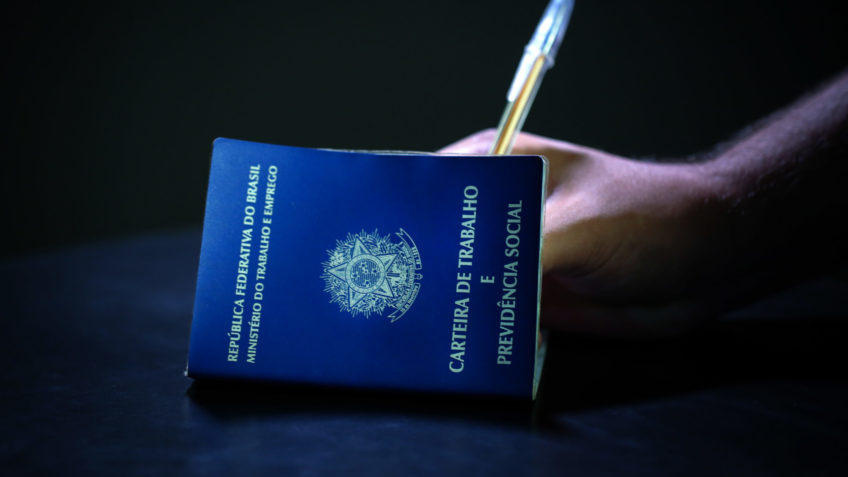 REPÚBLICA FEDERATIVA DO BRASIL
MINISTÉRIO DO TRABALHO E EMPREGO
CARTEIRA DE TRABALHO
E
PREVIDÊNCIA SOCIAL